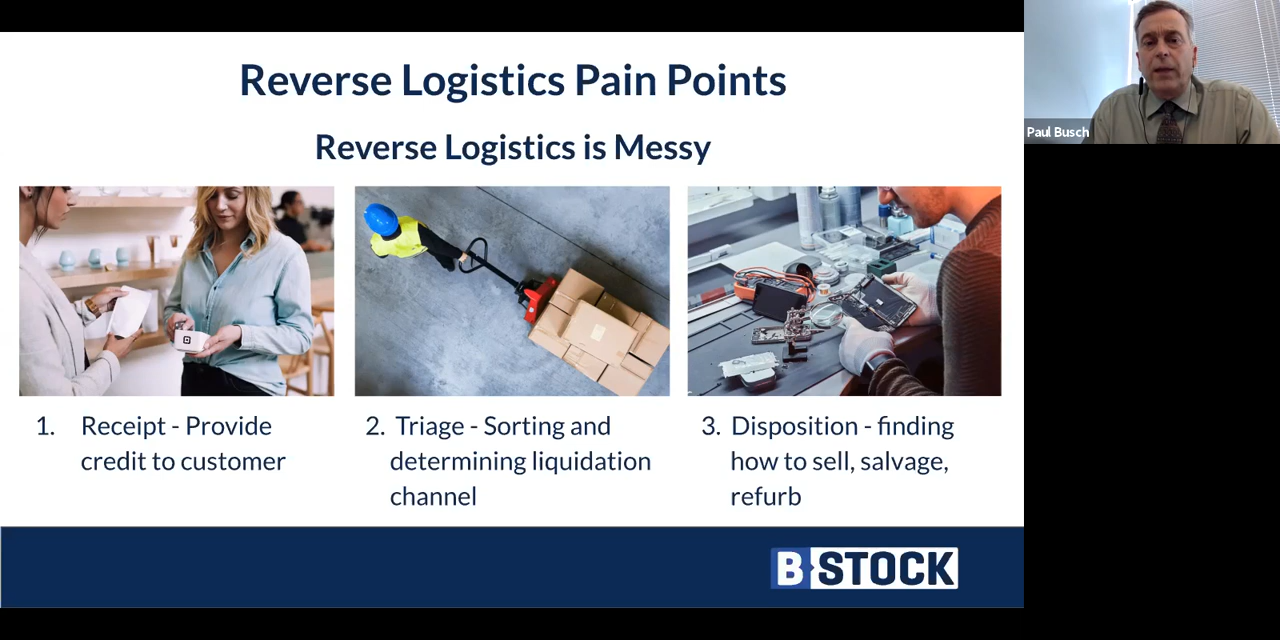 Reverse Logistics Pain Points
Reverse Logistics is Messy
1. Receipt - Provide
credit to customer
2. Triage - Sorting and
determining liquidation
channel
3. Disposition - finding
how to sell, salvage,
refurb
B STOCK
Paul Busch